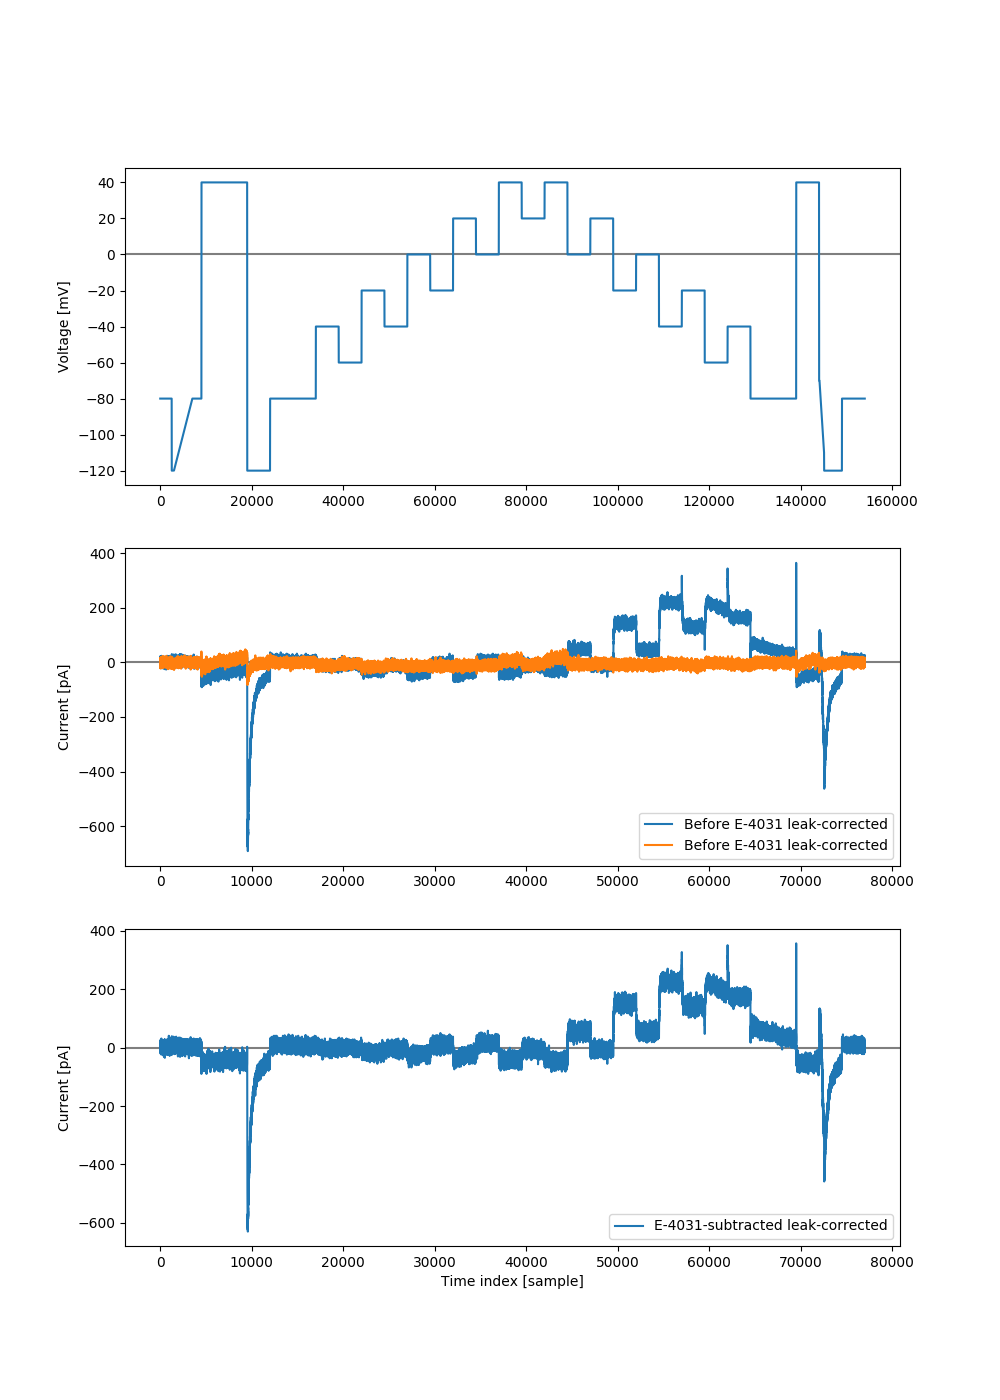 40
20
0
−20
−40
−60
−80
−100
−120
Voltage [mV]
0 20000 40000 60000 80000 100000 120000 140000 160000
400
200
0
−200
−400
−600
Current [pA]
Before E-4031 leak-corrected
Before E-4031 leak-corrected
0 10000 20000 30000 40000 50000 60000 70000 80000
400
200
0
−200
−400
−600
Current [pA]
E-4031-subtracted leak-corrected
0 10000 20000 30000 40000 50000 60000 70000 80000
Time index [sample]